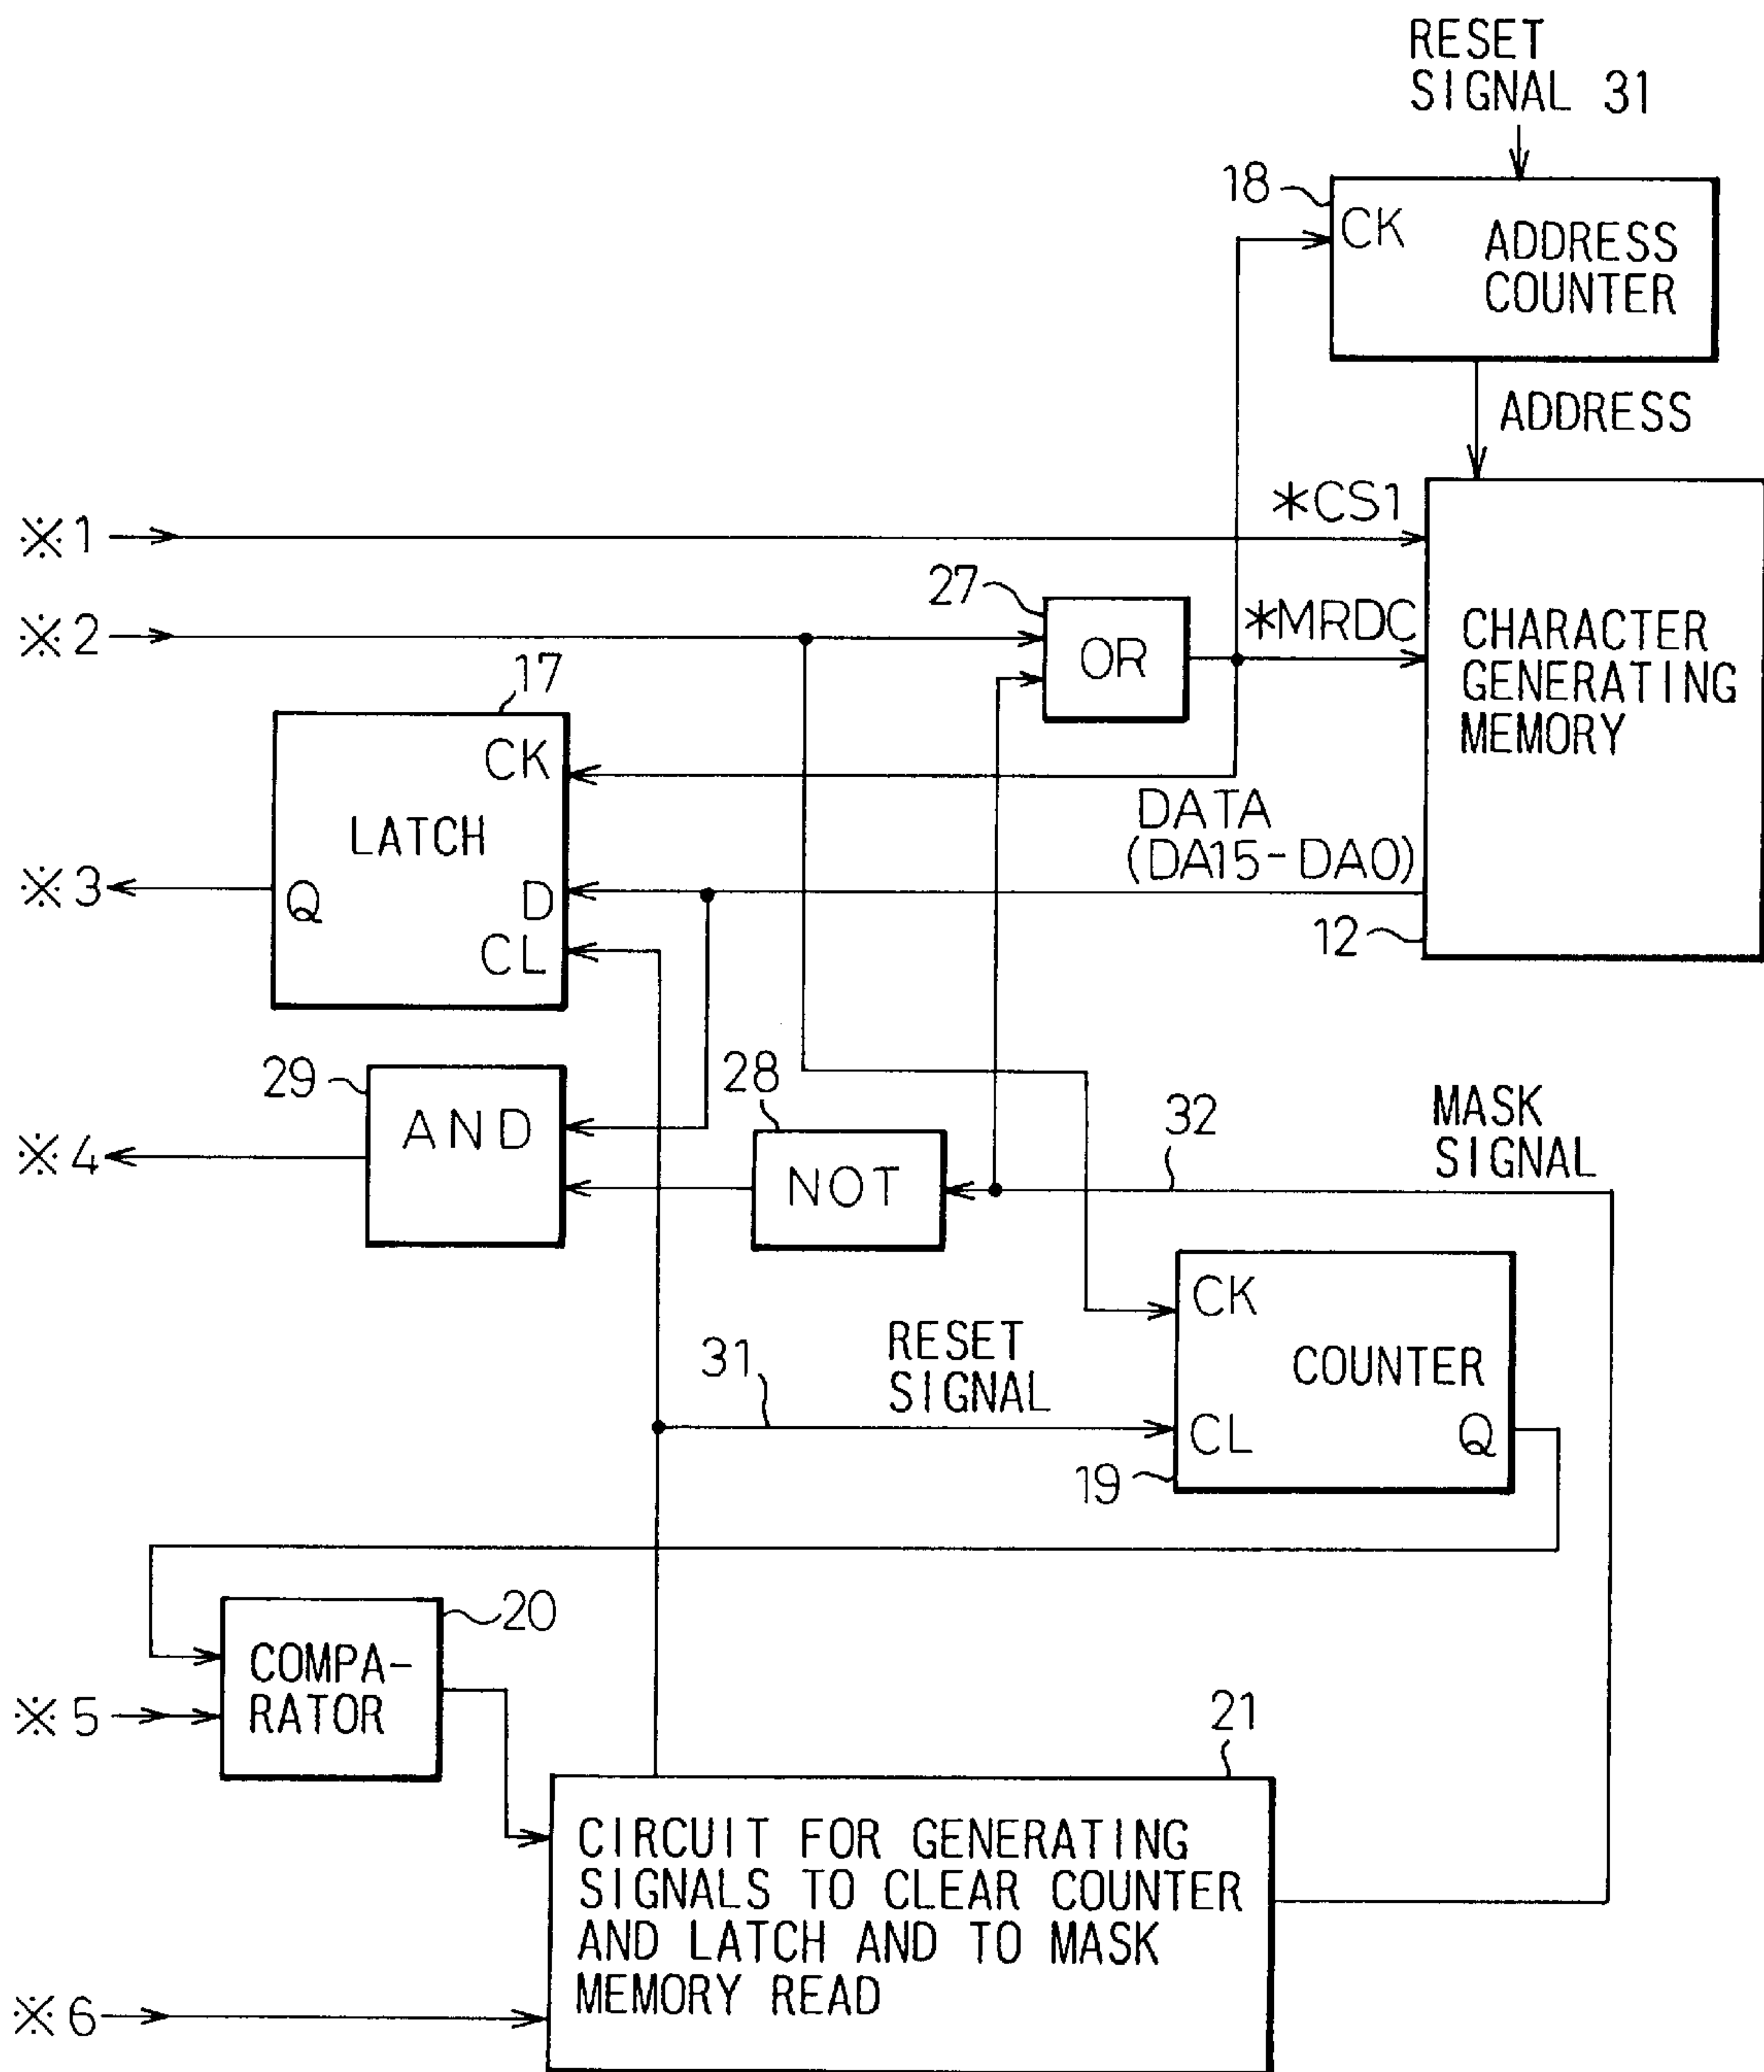 RESET
SIGNAL 31
18
CK
ADDRESS
COUNTER
ADDRESS
※1
*CS1
27
※2
OR
*MRDC
CHARACTER
GENERATING
MEMORY
17
CK
LATCH
DATA
(DA15-DA0)
※3
Q
D
CL
12
29
AND
28
MASK
SIGNAL
32
※4
NOT
CK
COUNTER
RESET
SIGNAL
31
CL
Q
19
20
COMPA-
RATOR
※5
21
CIRCUIT FOR GENERATING
SIGNALS TO CLEAR COUNTER
AND LATCH AND TO MASK
MEMORY READ
※6